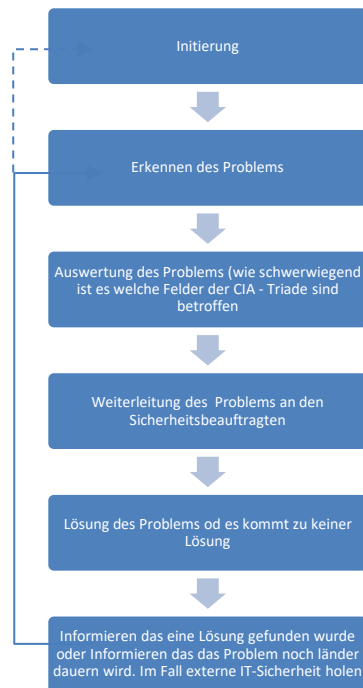 Initierung
Erkennen des Problems
Auswertung des Problems (wie schwerwiegend
ist es welche Felder der CIA - Triade sind
betroffen
Weiterleitung des Problems an den
Sicherheitsbeauftragten
Lösung des Problems od es kommt zu keiner
Lösung
Informieren das eine Lösung gefunden wurde
oder Informieren das das Problem noch länder
dauern wird. Im Fall externe IT-Sicherheit holen